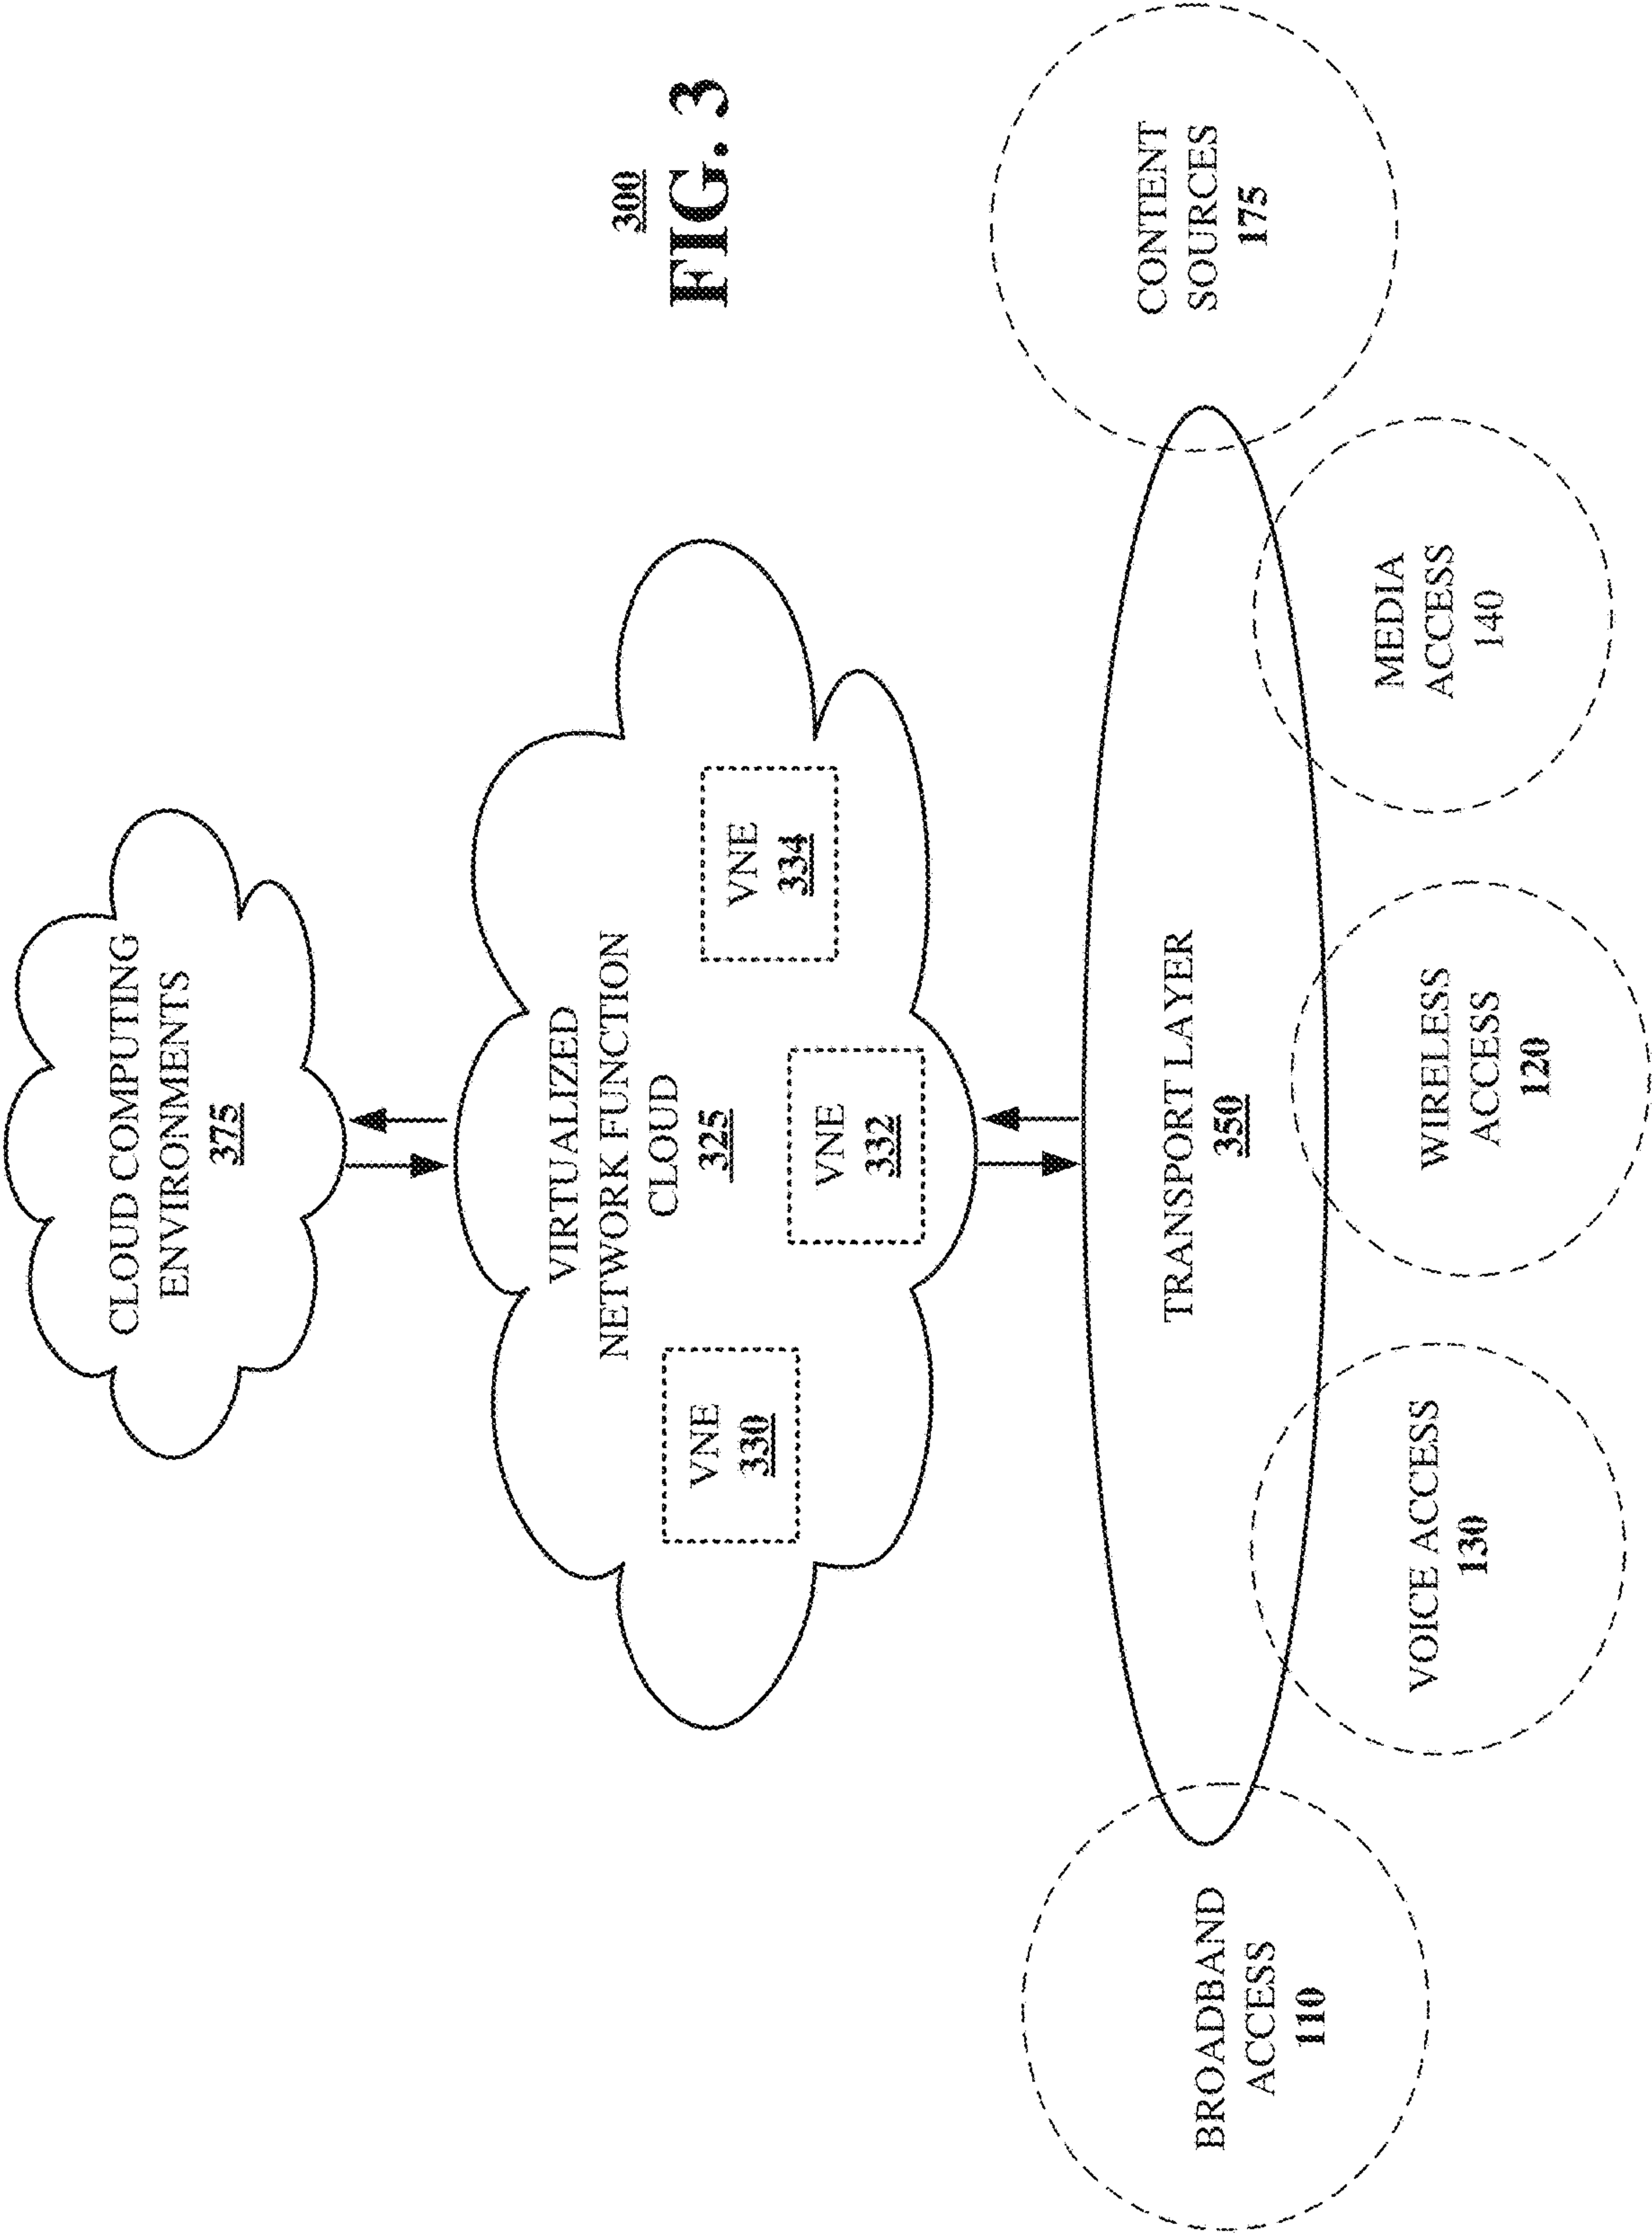 CLOUD COMPUTING
ENVIRONMENTS
375
VIRTUALIZED
NETWORK FUNCTION
CLOUD
325
VNE
330
VNE
332
VNE
334
300
FIG. 3
TRANSPORT LAYER
350
BROADBAND
ACCESS
110
VOICE ACCESS
130
WIRELESS
ACCESS
120
MEDIA
ACCESS
140
CONTENT
SOURCES
175